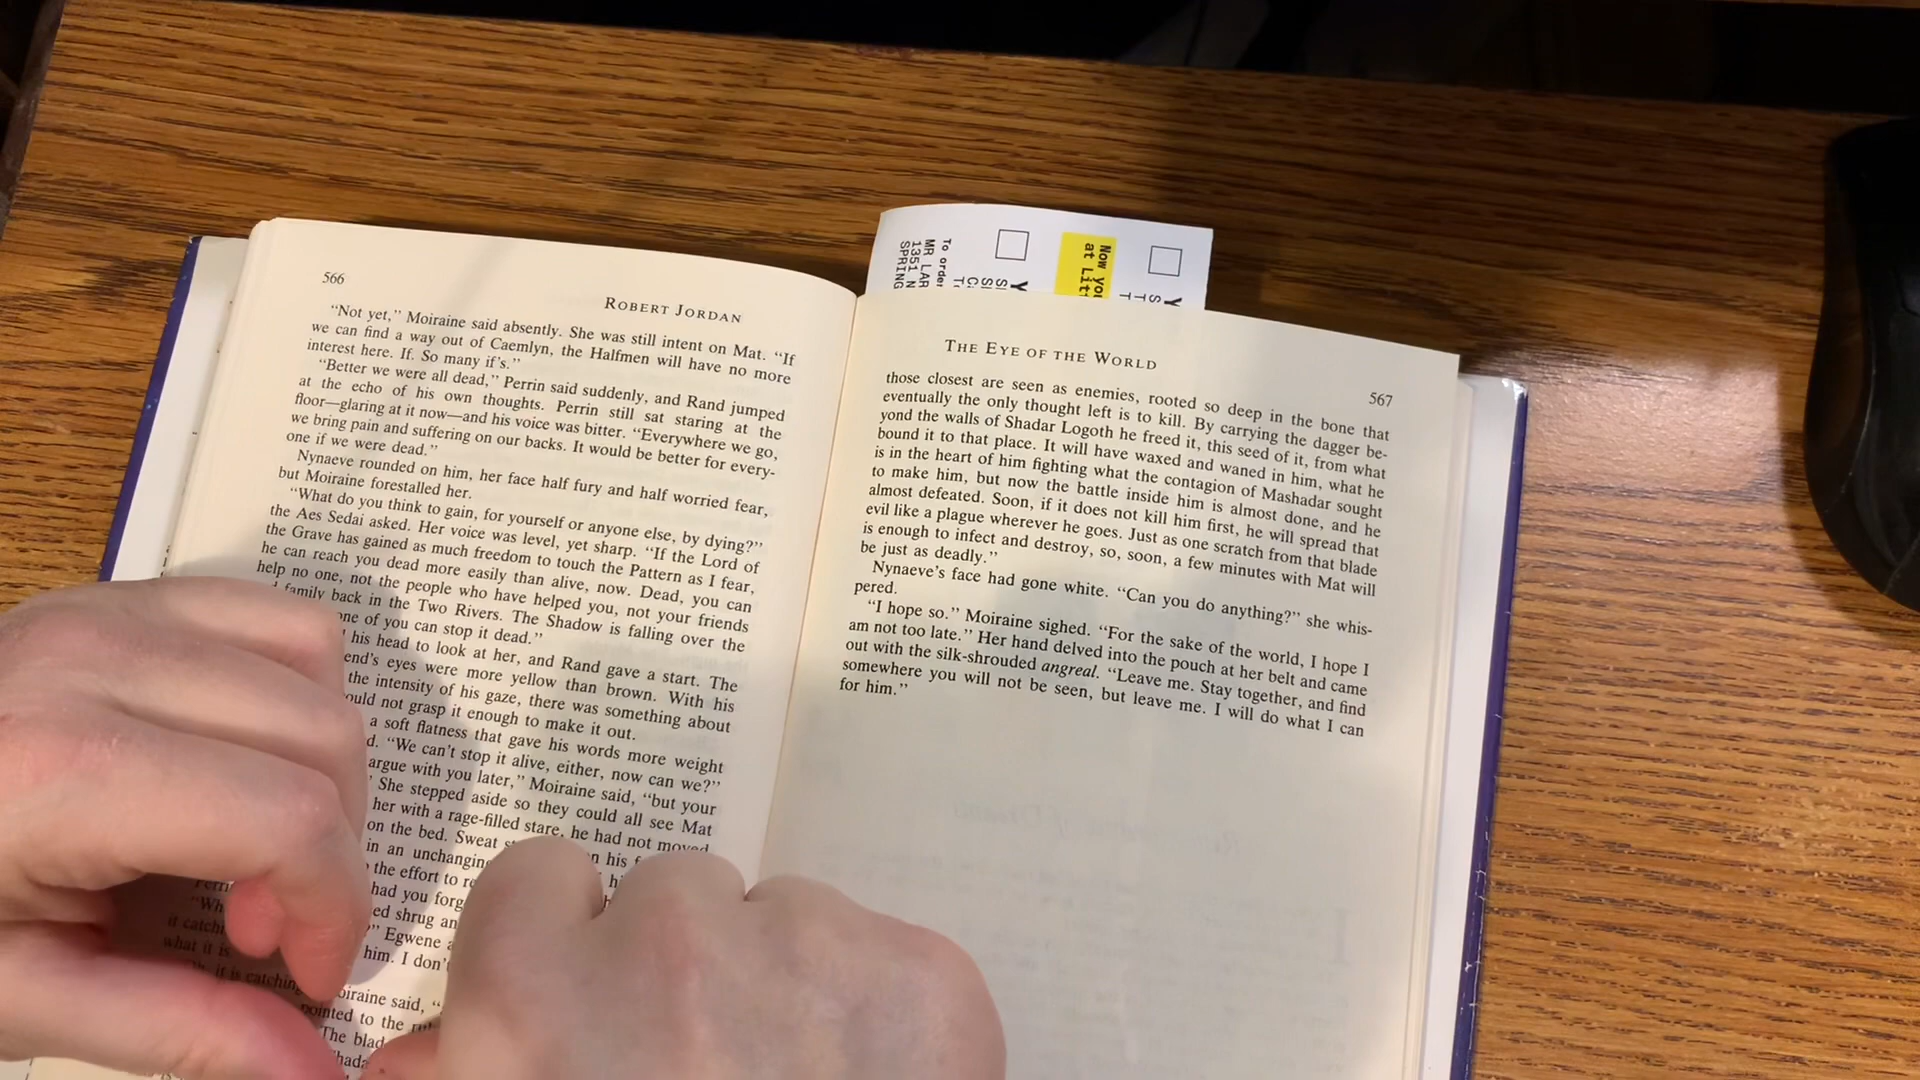 566
ROBERT JORDAN
“Not yet,” Moiraine said absently. She was still intent on Mat. “If
we can find a way out of Caemlyn, the Halfmen will have no more
interest here. If. So many if's.”
“Better we were all dead,” Perrin said suddenly, and Rand jumped
at the echo of his own thoughts. Perrin still sat staring at the
floor—glaring at it now—and his voice was bitter. “Everywhere we go,
we bring pain and suffering on our backs. It would be better for every-
one if we were dead.”
Nynaeve rounded on him, her face half fury and half worried fear,
but Moiraine forestalled her.
“What do you think to gain, for yourself or anyone else, by dying?”
the Aes Sedai asked. Her voice was level, yet sharp. “If the Lord of
the Grave has gained as much freedom to touch the Pattern as I fear,
he can reach you dead more easily than alive, now. Dead, you can
help no one, not the people who have helped you, not your friends
family back in the Two Rivers. The Shadow is falling over the
one of you can stop it dead.”
his head to look at her, and Rand gave a start. The
end's eyes were more yellow than brown. With his
the intensity of his gaze, there was something about
ould not grasp it enough to make it out.
a soft flatness that gave his words more weight
d. “We can't stop it alive, either, now can we?”
argue with you later,” Moiraine said, “but your
She stepped aside so they could all see Mat
her with a rage-filled stare, he had not moved
on the bed. Sweat
in an unchanging
the effort to
had you
ed shrug
Egwene
him. I don't
it is catching
Moiraine said, “
pointed to the
The
THE EYE OF THE WORLD
567
those closest are seen as enemies, rooted so deep in the bone that
eventually the only thought left is to kill. By carrying the dagger be-
yond the walls of Shadar Logoth he freed it, this seed of it, from what
bound it to that place. It will have waxed and waned in him, what he
is in the heart of him fighting what the contagion of Mashadar sought
to make him, but now the battle inside him is almost done, and he
almost defeated. Soon, if it does not kill him first, he will spread that
evil like a plague wherever he goes. Just as one scratch from that blade
is enough to infect and destroy, so, soon, a few minutes with Mat will
be just as deadly.”
Nynaeve's face had gone white. “Can you do anything?” she whis-
pered.
“I hope so.” Moiraine sighed. “For the sake of the world, I hope I
am not too late.” Her hand delved into the pouch at her belt and came
out with the silk-shrouded angreal. “Leave me. Stay together, and find
somewhere you will not be seen, but leave me. I will do what I can
for him.”
To order
MR LAR
1351 N
SPRING
Now you
at Lit